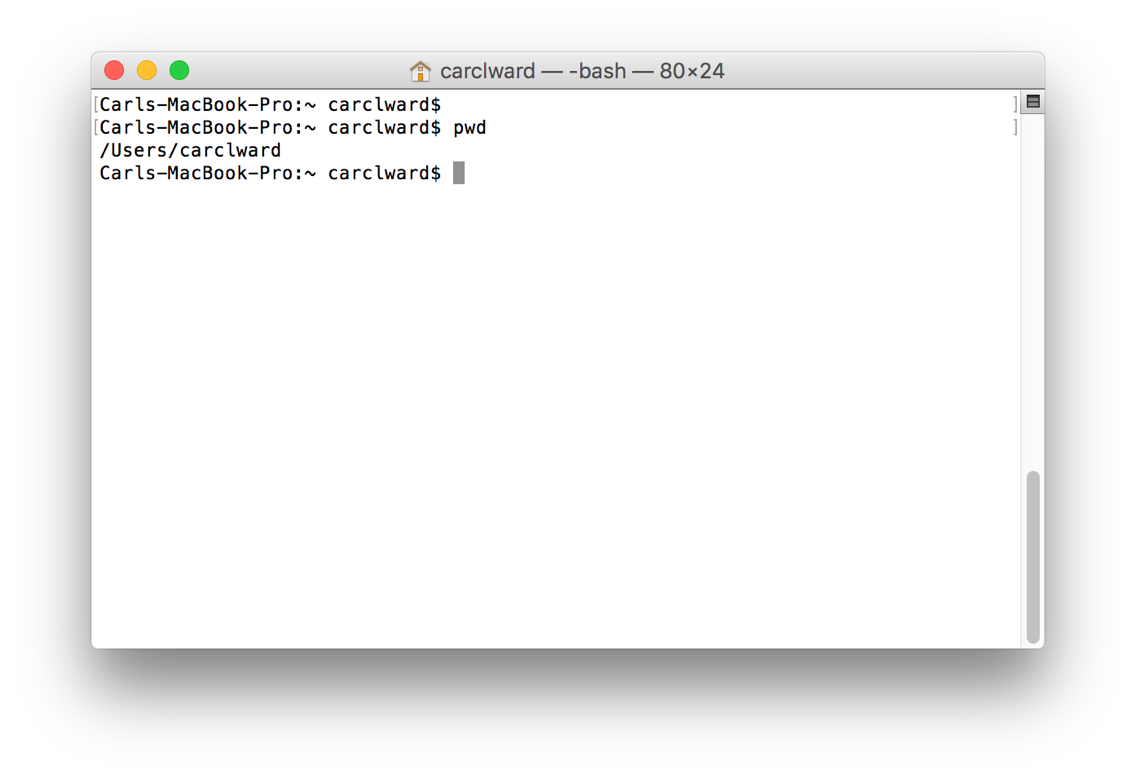 carclward — -bash — 80×24
[Carls-MacBook-Pro:~ carclward$ ]
[Carls-MacBook-Pro:~ carclward$ pwd ]
/Users/carclward
Carls-MacBook-Pro:~ carclward$